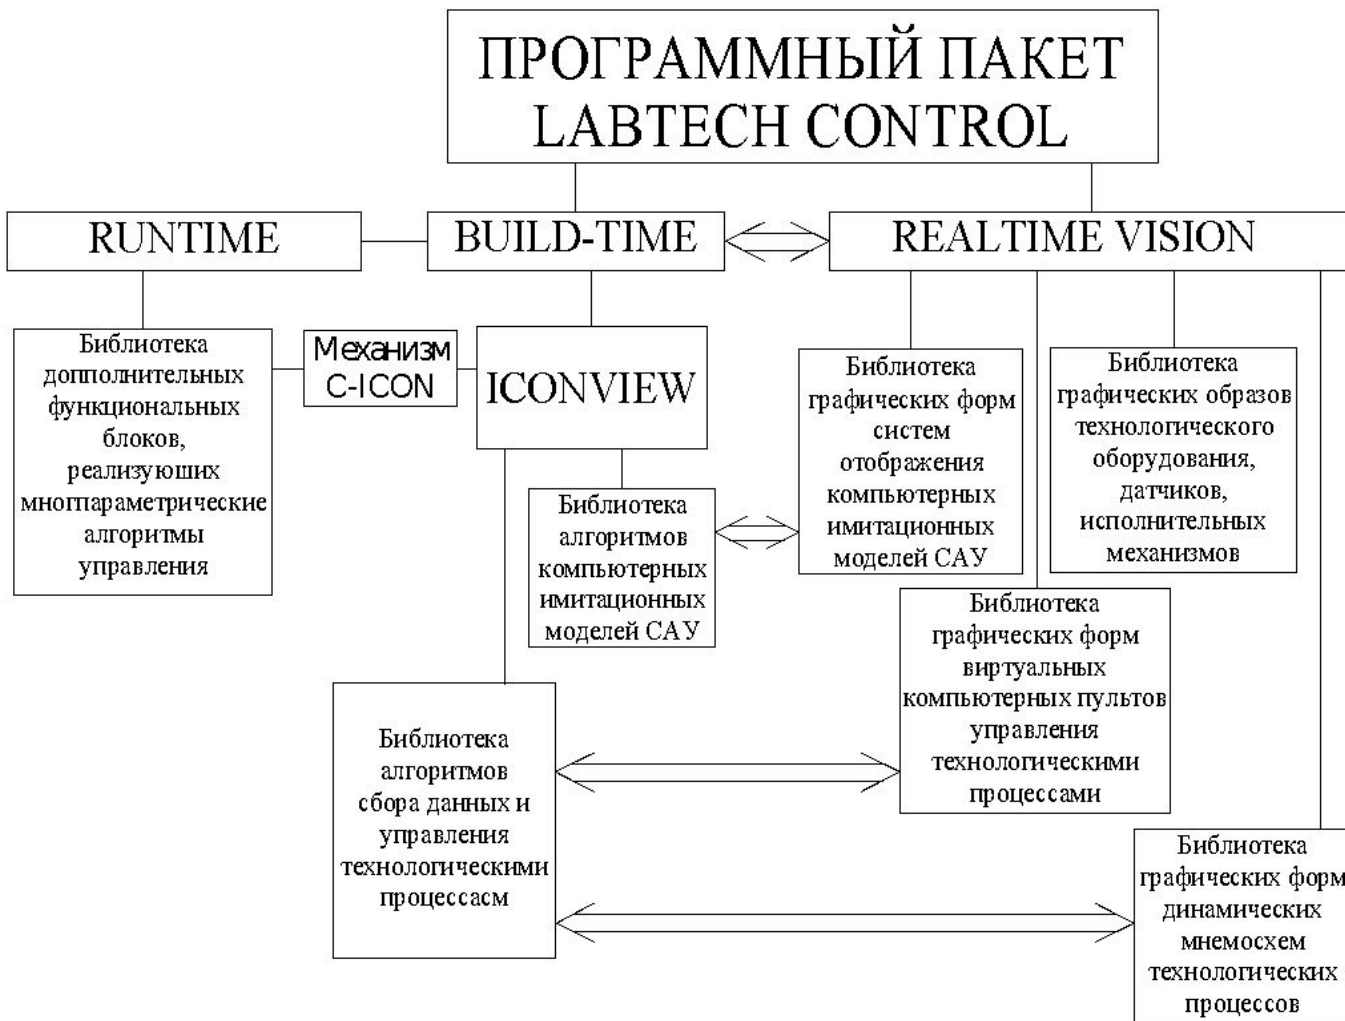 ПРОГРАММНЫЙ ПАКЕТ
LABTECH CONTROL
RUNTIME
BUILD-TIME
REALTIME VISION
Библиотека
допполнительных
функциональных
блоков,
реализуюших
многпараметрические
алгоритмы
управления
Механизм
C-ICON
ICONVIEW
Библиотека
графических форм
систем
отображения
компьютерных
имитационных
моделей САУ
Библиотека
графических образов
технологического
оборудования,
датчиков,
исполнительных
механизмов
Библиотека
алгоритмов
компьютерных
имитационных
моделей САУ
Библиотека
графических форм
виртуальных
компьютерных пультов
управления
технологическими
процессами
Библиотека
алгоритмов
сбора данных и
управления
технологическими
процессасм
Библиотека
графических форм
динамических
мнемосхем
технологических
процессов